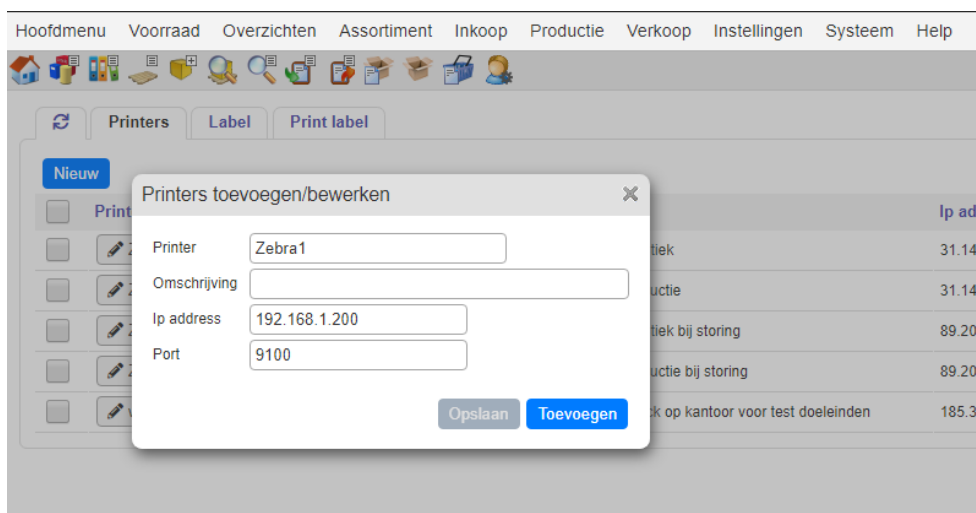 Hoofdmenu Voorraad Overzichten Assortiment Inkoop Productie Verkoop Instellingen Systeem Help
Printers Label Print label
Nieuw
Printers toevoegen/bewerken
Print Ip ad
Printer Zebra1
tiek 31.14
Omschrijving
uctie 31.14
Ip address 192.168.1.200
tiek bij storing 89.20
Port 9100
uctie bij storing 89.20
Opslaan Toevoegen
op kantoor voor test doeleinden 185.3